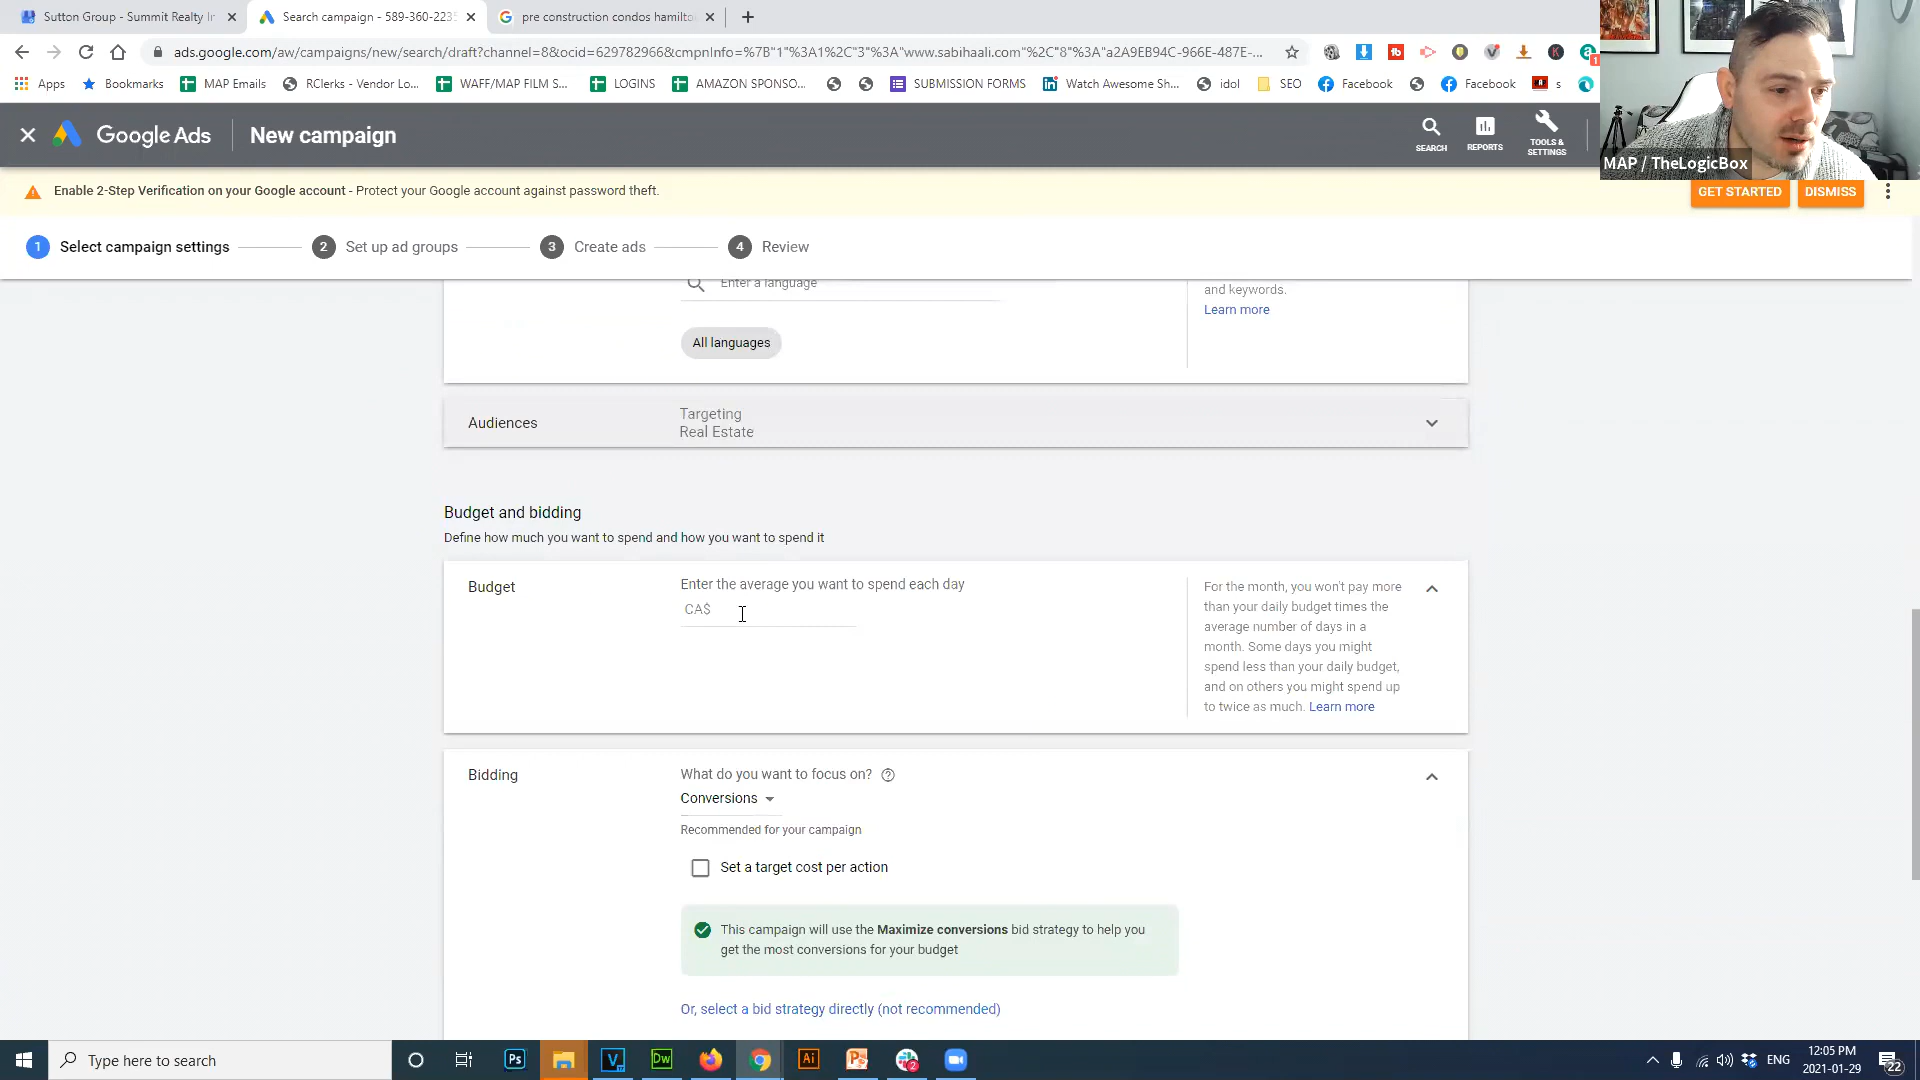 Sutton Group - Summit Realty In
Search campaign - 589-360-2235
pre construction condos hamilto
ads.google.com/aw/campaigns/new/search/draft?channel=8&ocid=629782966&cmpnInfo=%7B"1"%3A1%2C"3"%3A"www.sabihaali.com"%2C"8"%3A"a2A9EB94C-966E-487E-...
Apps
Bookmarks
MAP Emails
RClerks - Vendor Lo...
WAFF/MAP FILM S...
LOGINS
AMAZON SPONSO...
SUBMISSION FORMS
Watch Awesome Sh...
idol
SEO
Facebook
Facebook
s
Google Ads
New campaign
SEARCH
REPORTS
TOOLS &
SETTINGS
MAP / TheLogicBox
Enable 2-Step Verification on your Google account - Protect your Google account against password theft.
GET STARTED
DISMISS
1 Select campaign settings
2 Set up ad groups
3 Create ads
4 Review
Enter a language
and keywords.
Learn more
All languages
Audiences
Targeting
Real Estate
Budget and bidding
Define how much you want to spend and how you want to spend it
Budget
Enter the average you want to spend each day
CA$
For the month, you won't pay more
than your daily budget times the
average number of days in a
month. Some days you might
spend less than your daily budget,
and on others you might spend up
to twice as much. Learn more
Bidding
What do you want to focus on?
Conversions
Recommended for your campaign
Set a target cost per action
This campaign will use the Maximize conversions bid strategy to help you
get the most conversions for your budget
Or, select a bid strategy directly (not recommended)
Type here to search
Ps
V
Dw
Ai
ENG
12:05 PM
2021-01-29
22